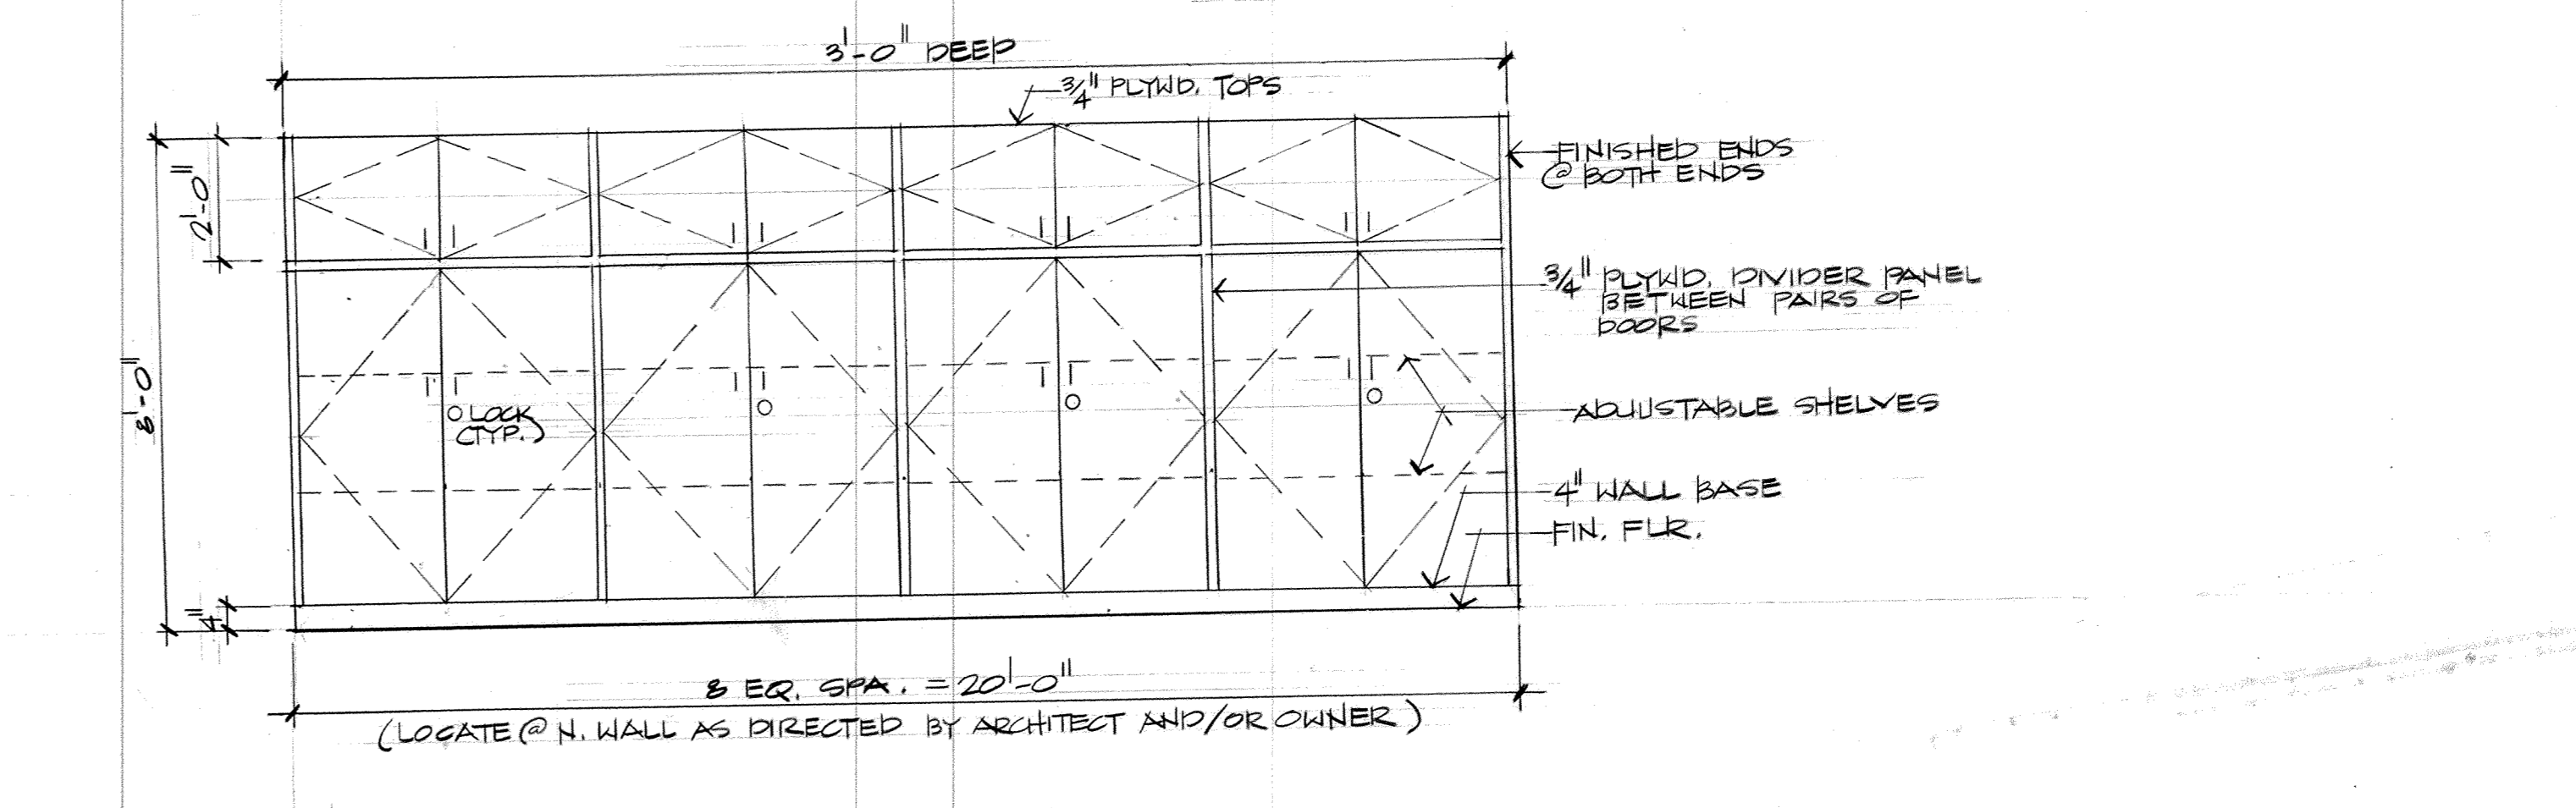 3'-0" DEEP
3/4" PLYWD. TOPS
FINISHED ENDS
@ BOTH ENDS
2'-0"
3/4" PLYWD. DIVIDER PANEL
BETWEEN PAIRS OF
DOORS
8'-0"
ADJUSTABLE SHELVES
LOCK
(TYP.)
4" WALL BASE
FIN. FLR.
4"
8 EQ. SPA. = 20'-0"
(LOCATE @ N. WALL AS DIRECTED BY ARCHITECT AND/OR OWNER)